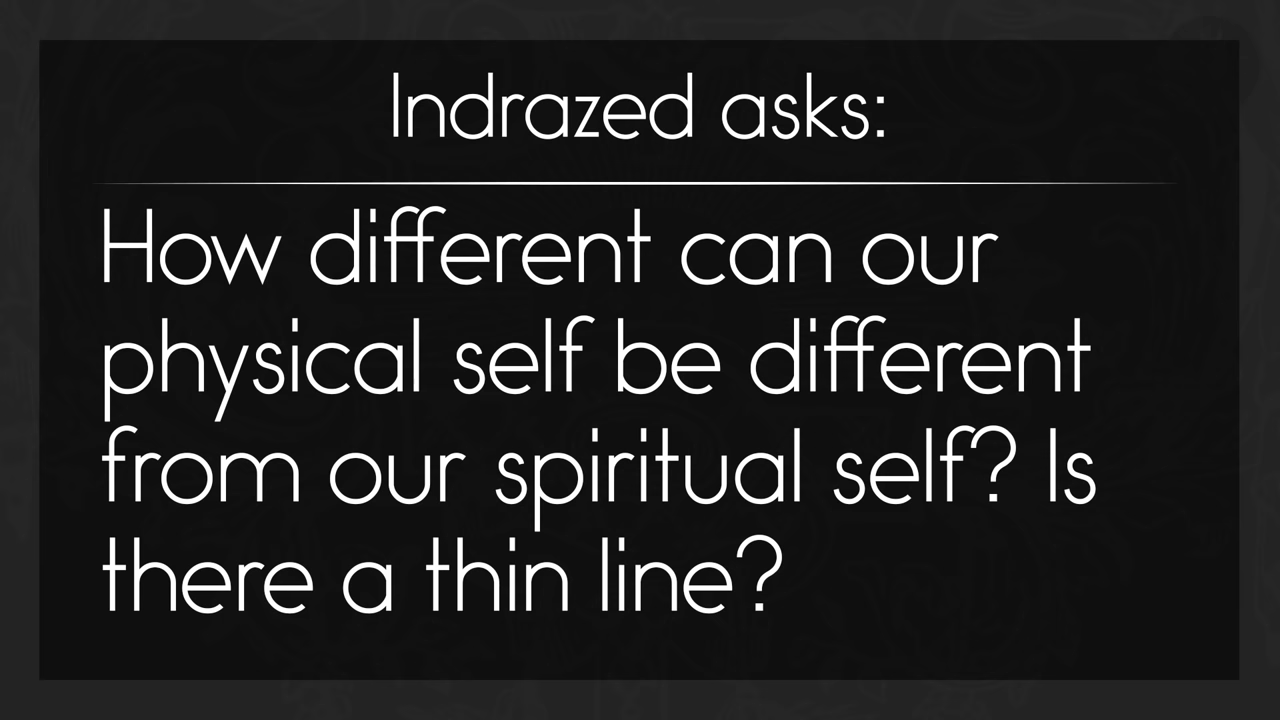 Indrazed asks:
How different can our
physical self be different
from our spiritual self? Is
there a thin line?